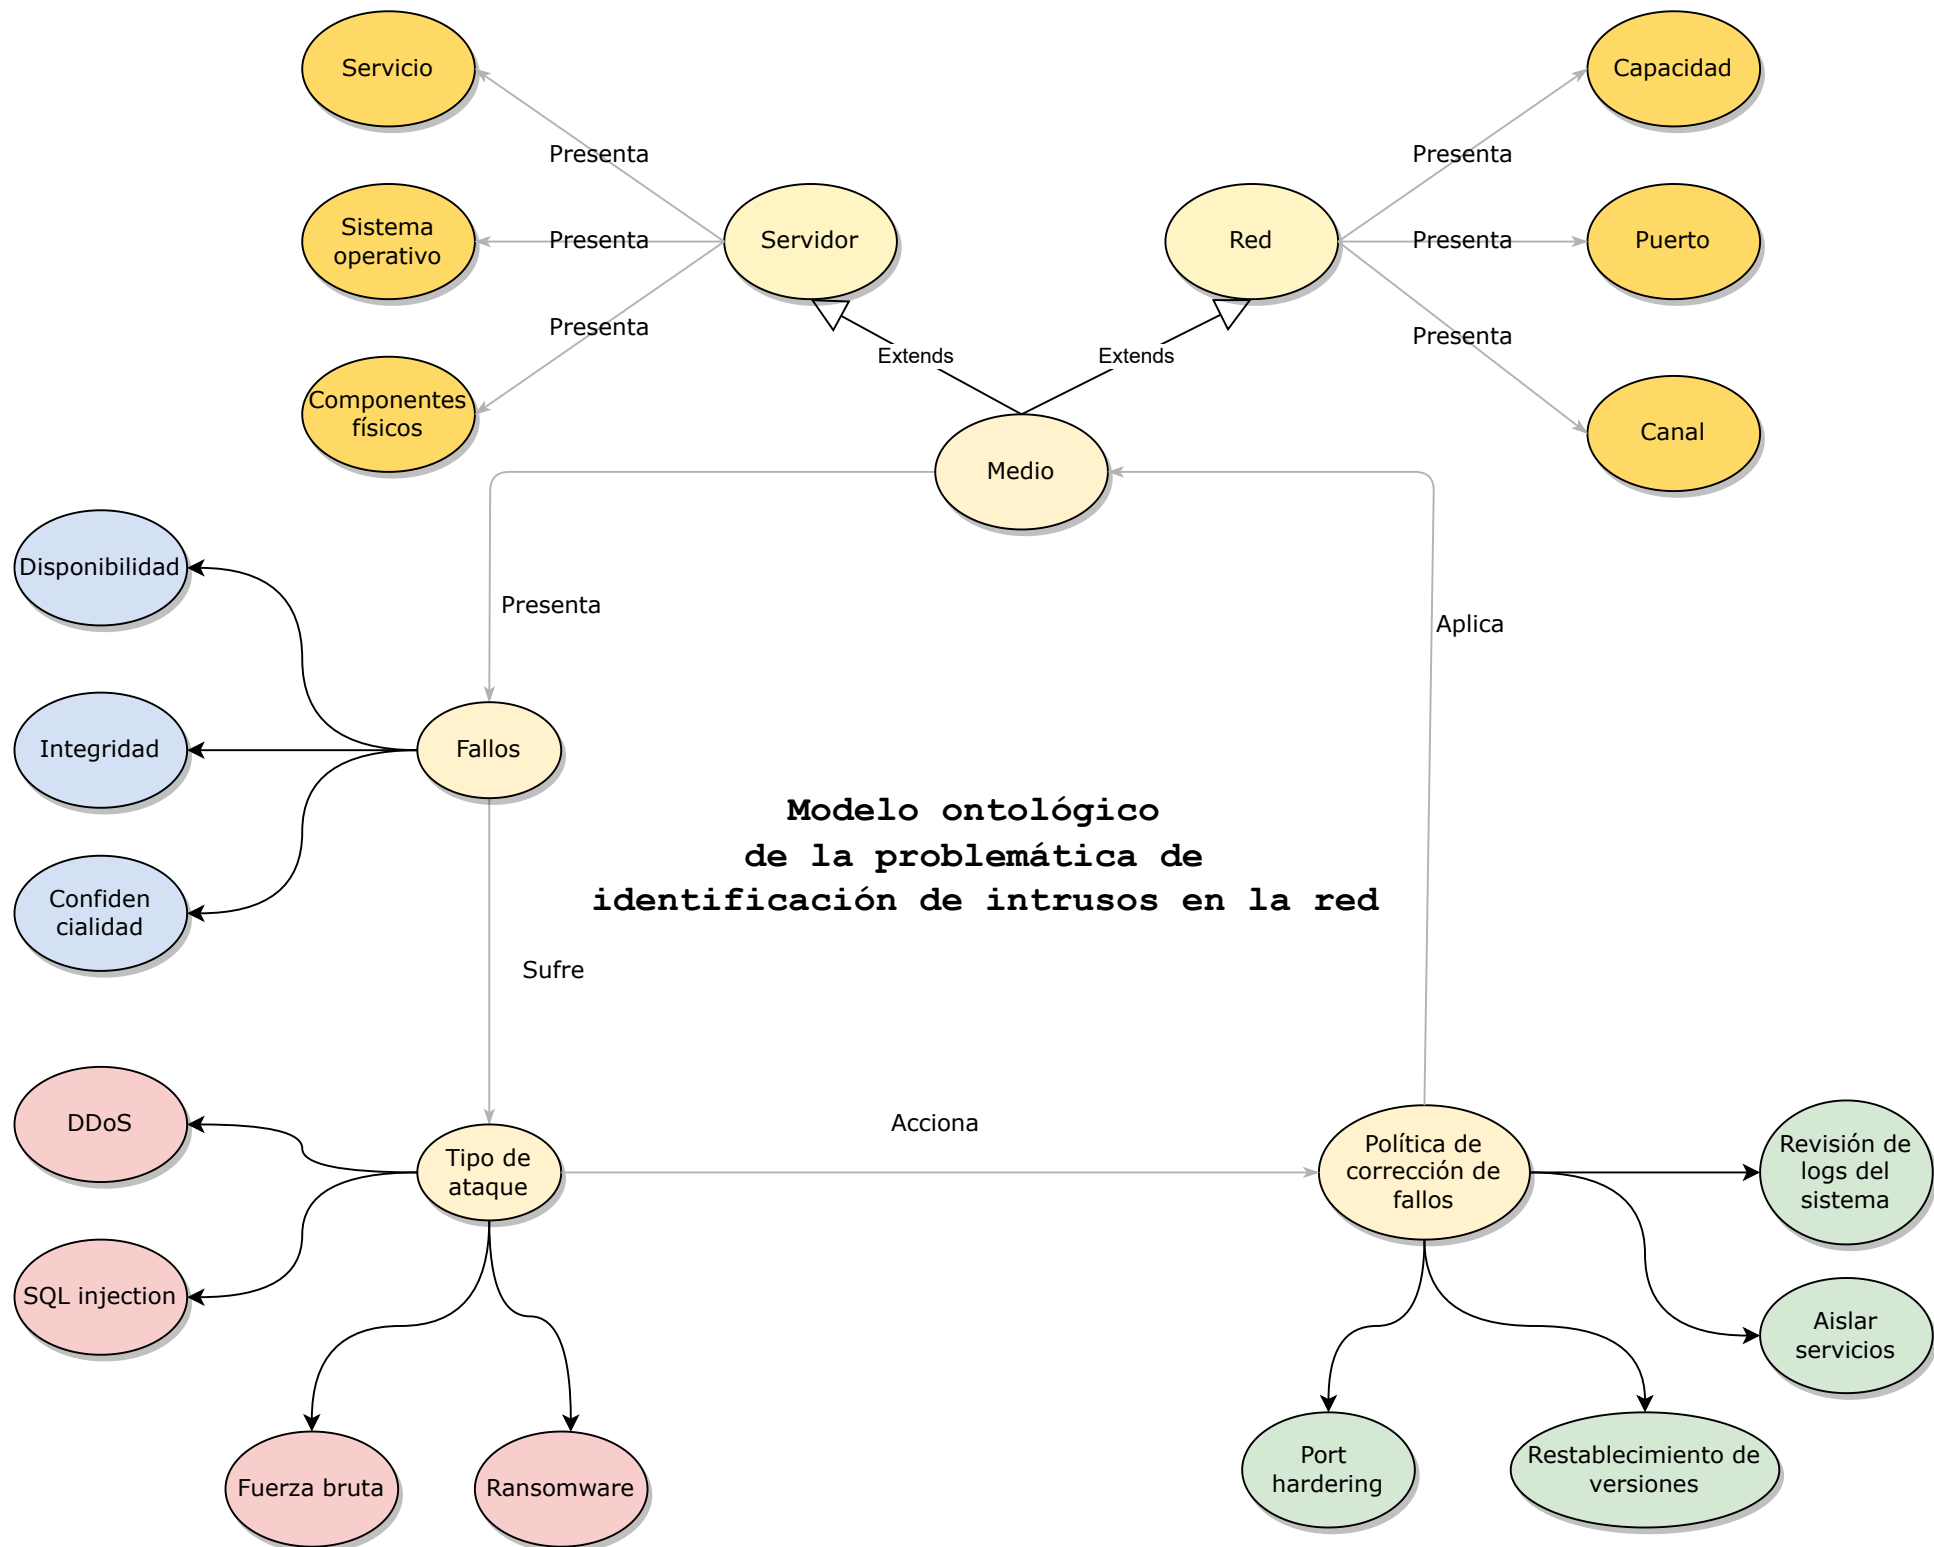 Servicio
Capacidad
Presenta
Presenta
Sistema
operativo
Presenta
Servidor
Red
Presenta
Puerto
Presenta
Presenta
Extends
Extends
Componentes
físicos
Canal
Medio
Disponibilidad
Presenta
Aplica
Integridad
Fallos
Modelo ontológico
de la problemática de
identificación de intrusos en la red
Confiden
cialidad
Sufre
DDoS
Acciona
Tipo de
ataque
Política de
corrección de
fallos
Revisión de
logs del
sistema
SQL injection
Aislar
servicios
Fuerza bruta
Ransomware
Port
hardering
Restablecimiento de
versiones